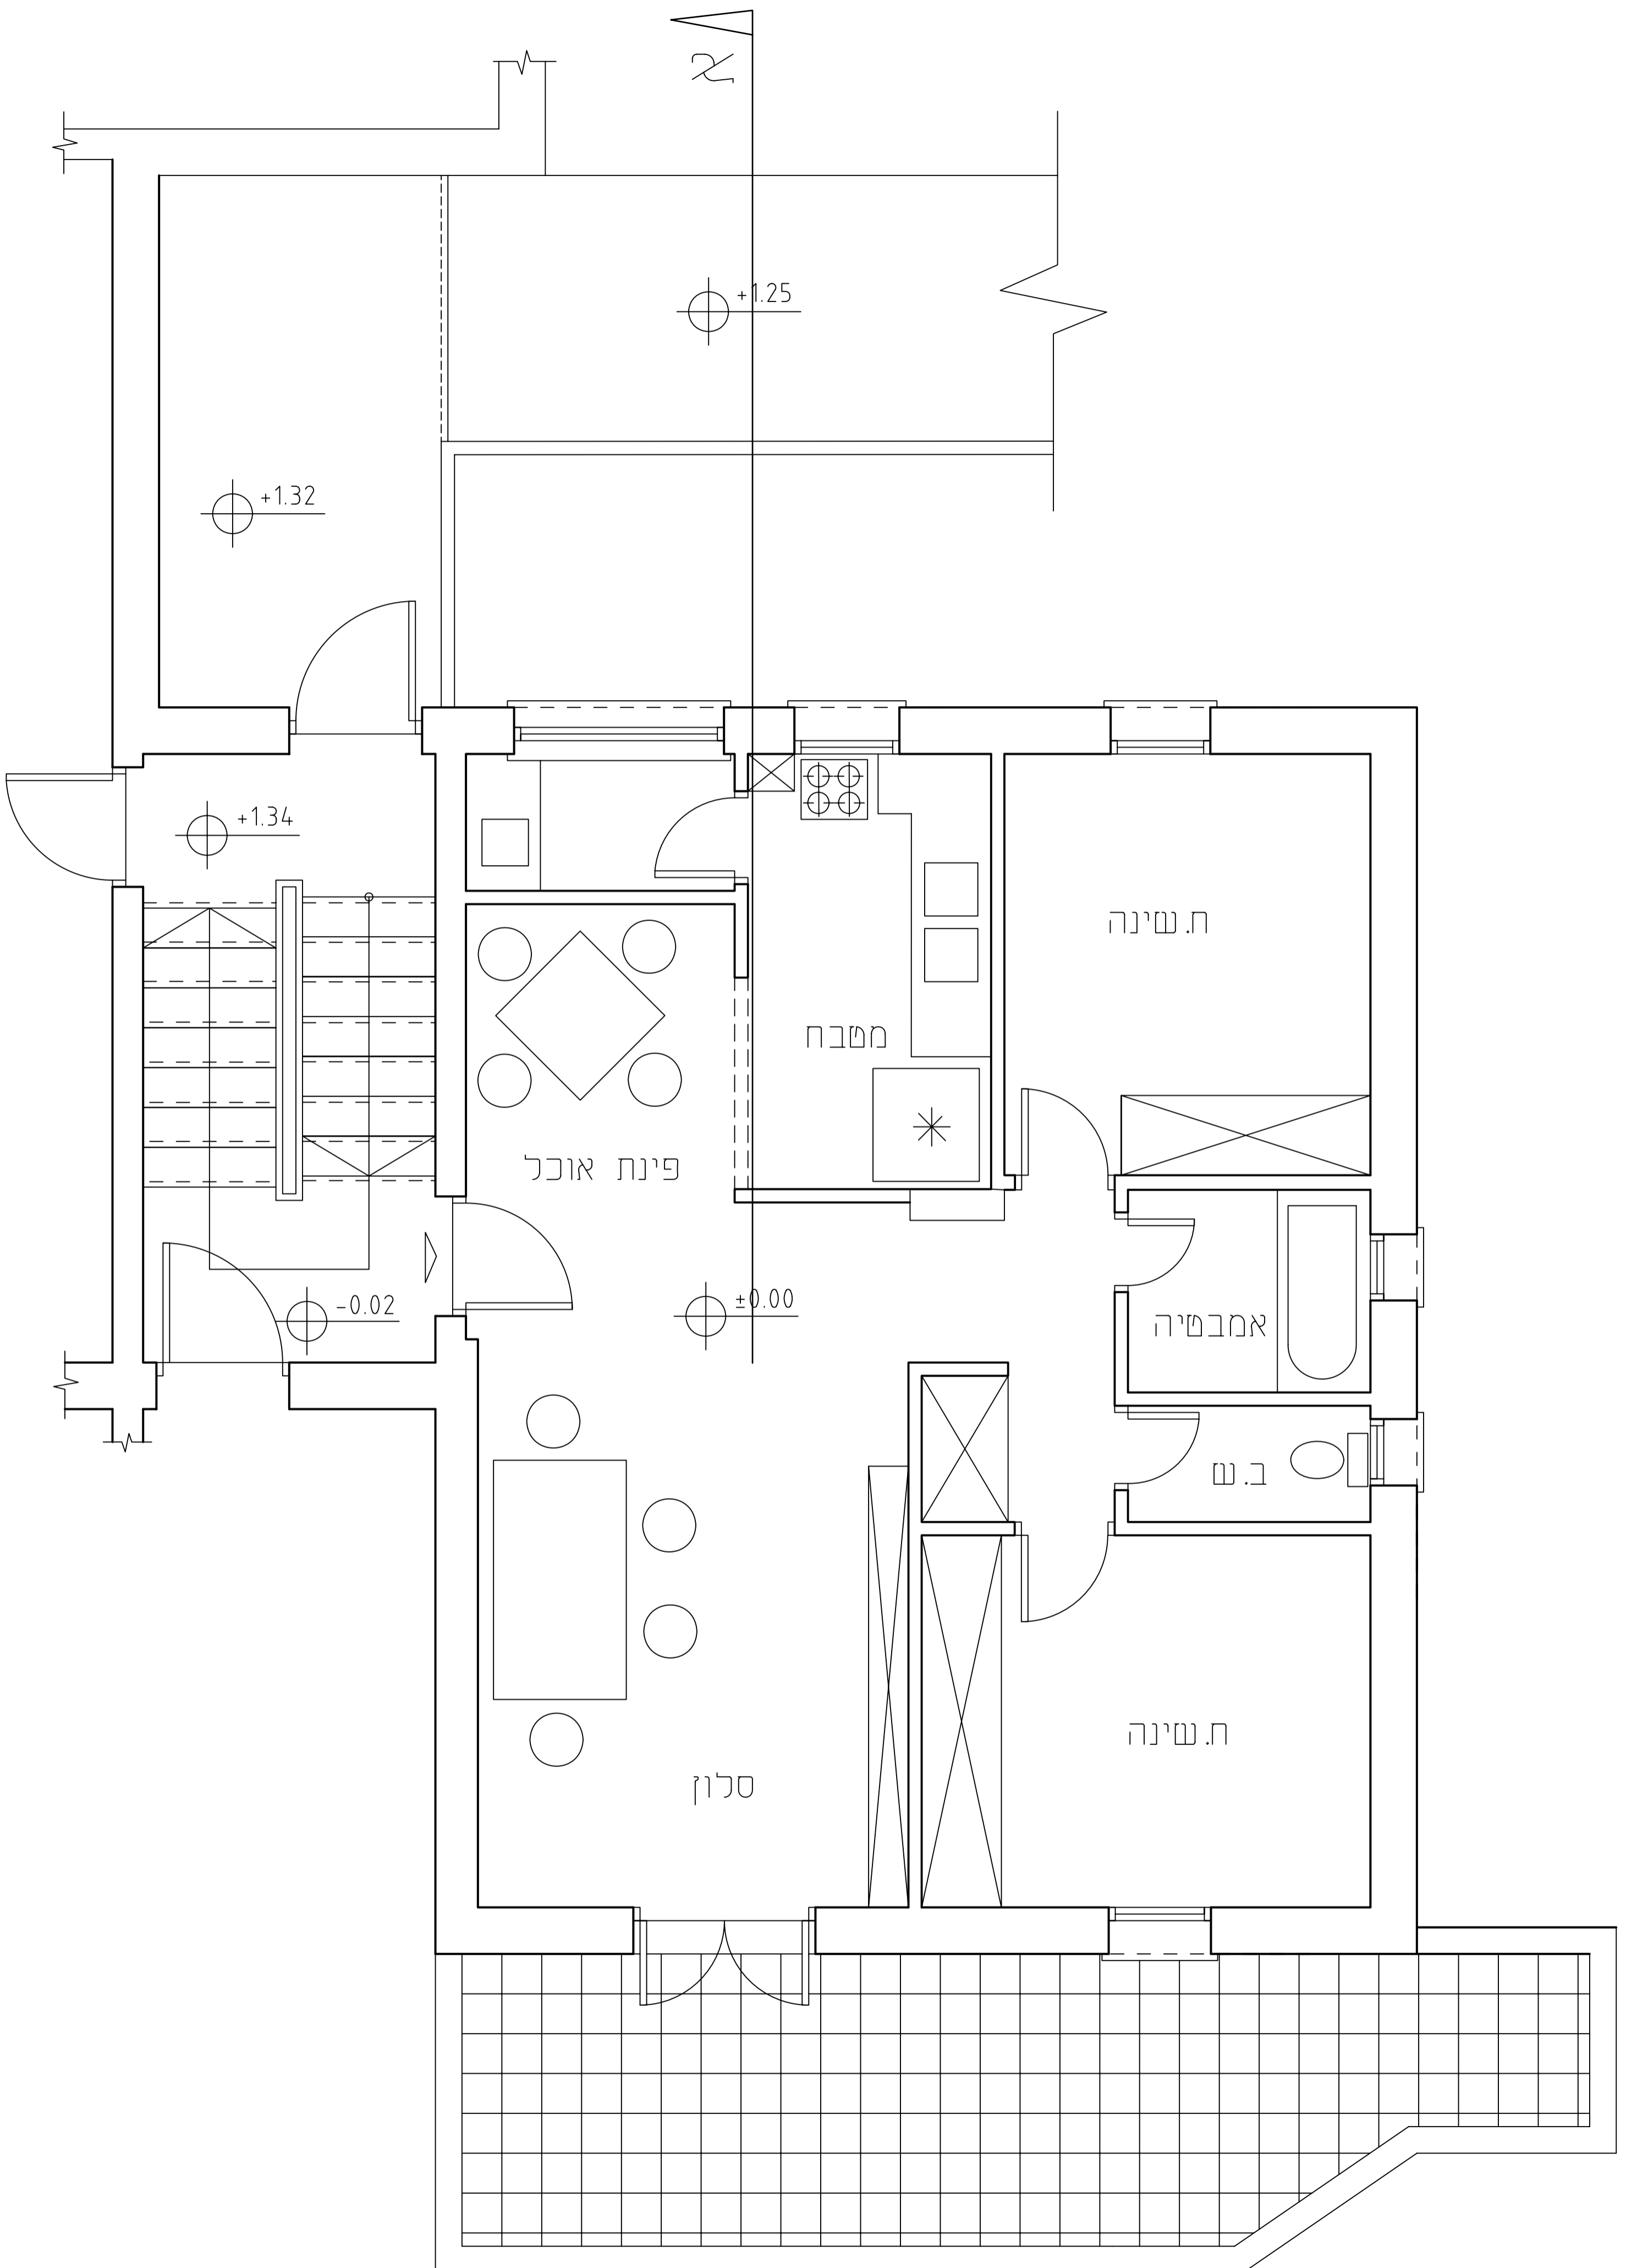 א
+1.25
+1.32
+1.34
ח.שינה
מטבח
פינת אוכל
-0.02
±0.00
אמבטיה
ב.ש
ח.שינה
סלון